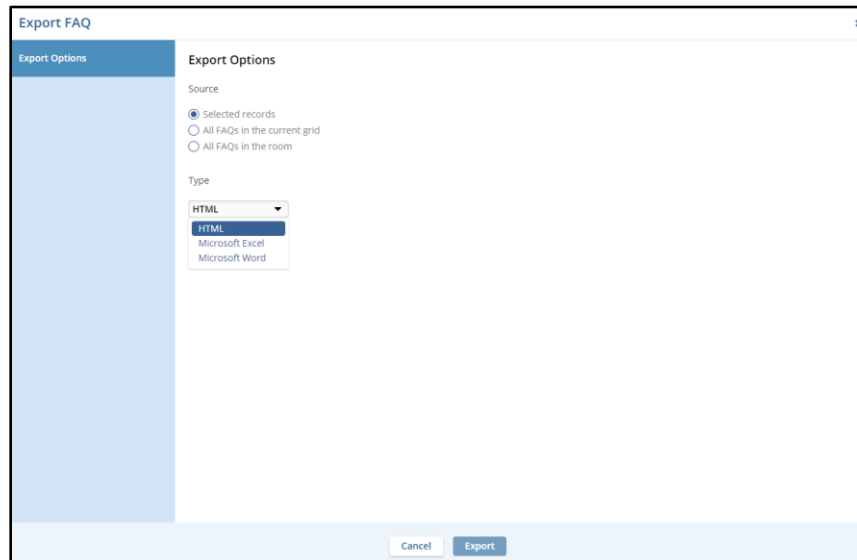 Export FAQ
Export Options
Export Options
Source
Selected records
All FAQs in the current grid
All FAQs in the room
Type
HTML
HTML
Microsoft Excel
Microsoft Word
Cancel
Export